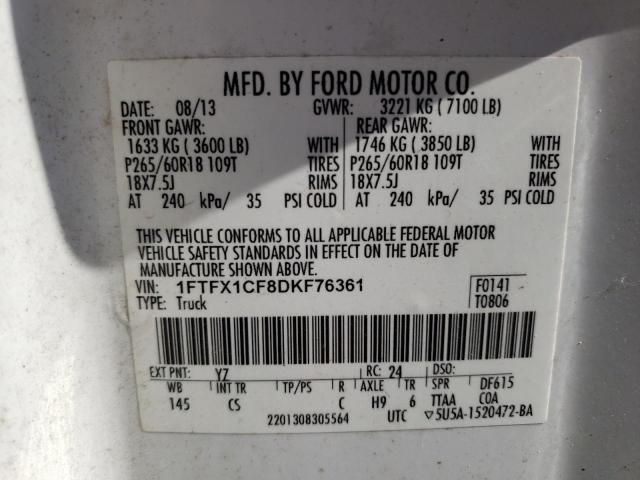 MFD. BY FORD MOTOR CO.
DATE: 08/13 GVWR: 3221 KG ( 7100 LB)
FRONT GAWR: REAR GAWR:
1633 KG ( 3600 LB) WITH 1746 KG ( 3850 LB) WITH
P265/60R18 109T TIRES P265/60R18 109T TIRES
18X7.5J RIMS 18X7.5J RIMS
AT 240 kPa/ 35 PSI COLD AT 240 kPa/ 35 PSI COLD
THIS VEHICLE CONFORMS TO ALL APPLICABLE FEDERAL MOTOR
VEHICLE SAFETY STANDARDS IN EFFECT ON THE DATE OF
MANUFACTURE SHOWN ABOVE.
VIN: 1FTFX1CF8DKF76361 F0141
TYPE: Truck T0806
EXT PNT: YZ RC: 24 DSO:
WB INT TR TP/PS R AXLE TR SPR DF615
145 CS C H9 6 TTAA COA
2201308305564 UTC ▽5U5A-1520472-BA